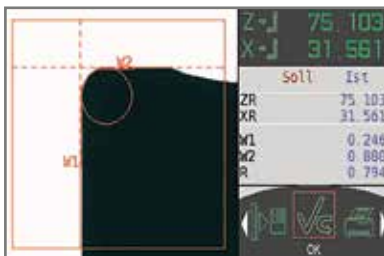 Z 75.103
X 31.561
W2
W1
Soll Ist
ZR 75.103
XR 31.561
W1 0.246
W2 0.880
R 0.794
OK